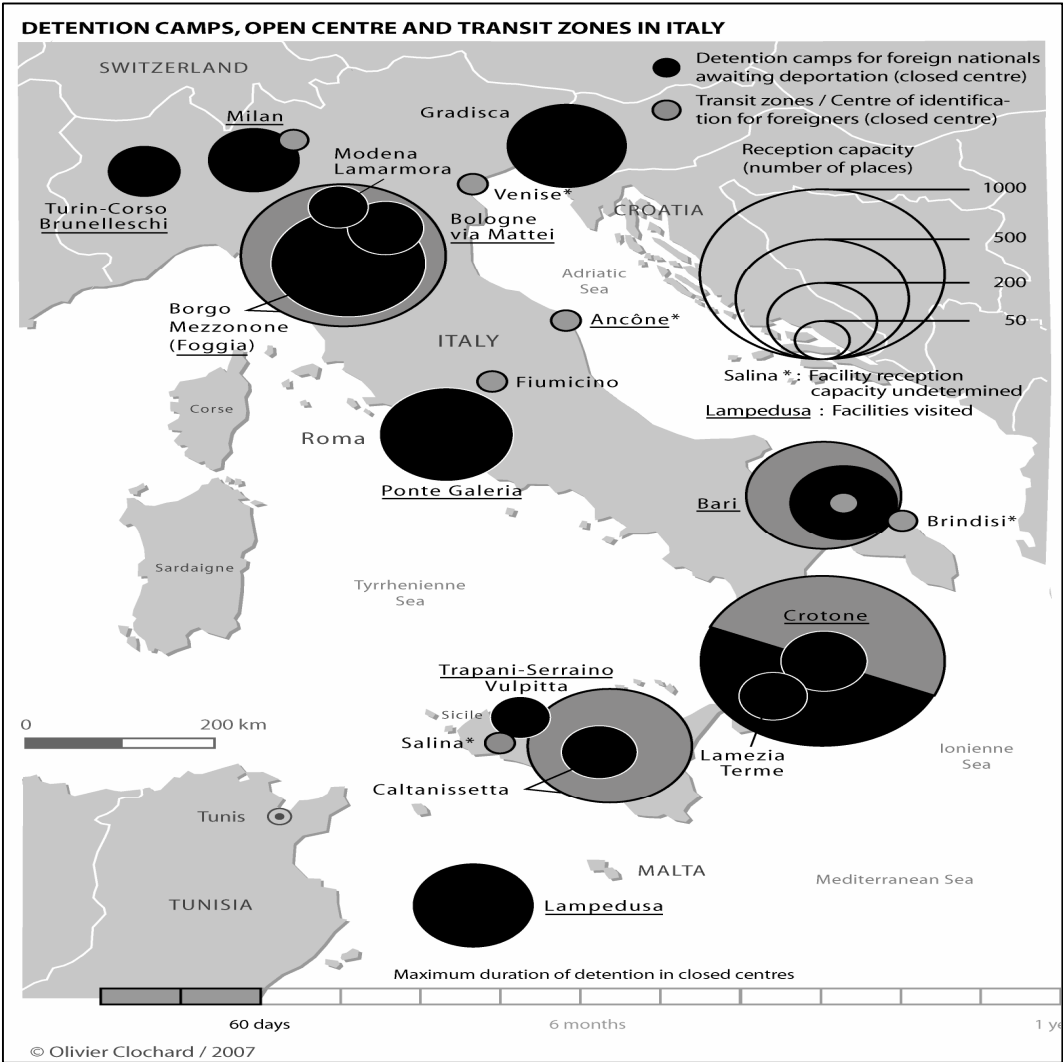 DETENTION CAMPS, OPEN CENTRE AND TRANSIT ZONES IN ITALY
SWITZERLAND
Detention camps for foreign nationals
awaiting deportation (closed centre)
Transit zones / Centre of identifica-
tion for foreigners (closed centre)
Reception capacity
(number of places)
1000
500
200
50
Salina * : Facility reception
capacity undetermined
Lampedusa : Facilities visited
Milan
Gradisca
Modena
Lamarmora
Venise*
CROATIA
Turin-Corso
Brunelleschi
Bologne
via Mattei
Adriatic
Sea
Borgo
Mezzonone
(Foggia)
ITALY
Ancône*
Fiumicino
Corse
Roma
Ponte Galeria
Bari
Brindisi*
Sardaigne
Tyrrhenienne
Sea
Crotone
Trapani-Serraino
Vulpitta
Sicile
Salina*
Lamezia
Terme
Ionienne
Sea
Caltanissetta
0
200 km
Tunis
MALTA
Mediterranean Sea
TUNISIA
Lampedusa
Maximum duration of detention in closed centres
60 days
6 months
1 ye
© Olivier Clochard / 2007